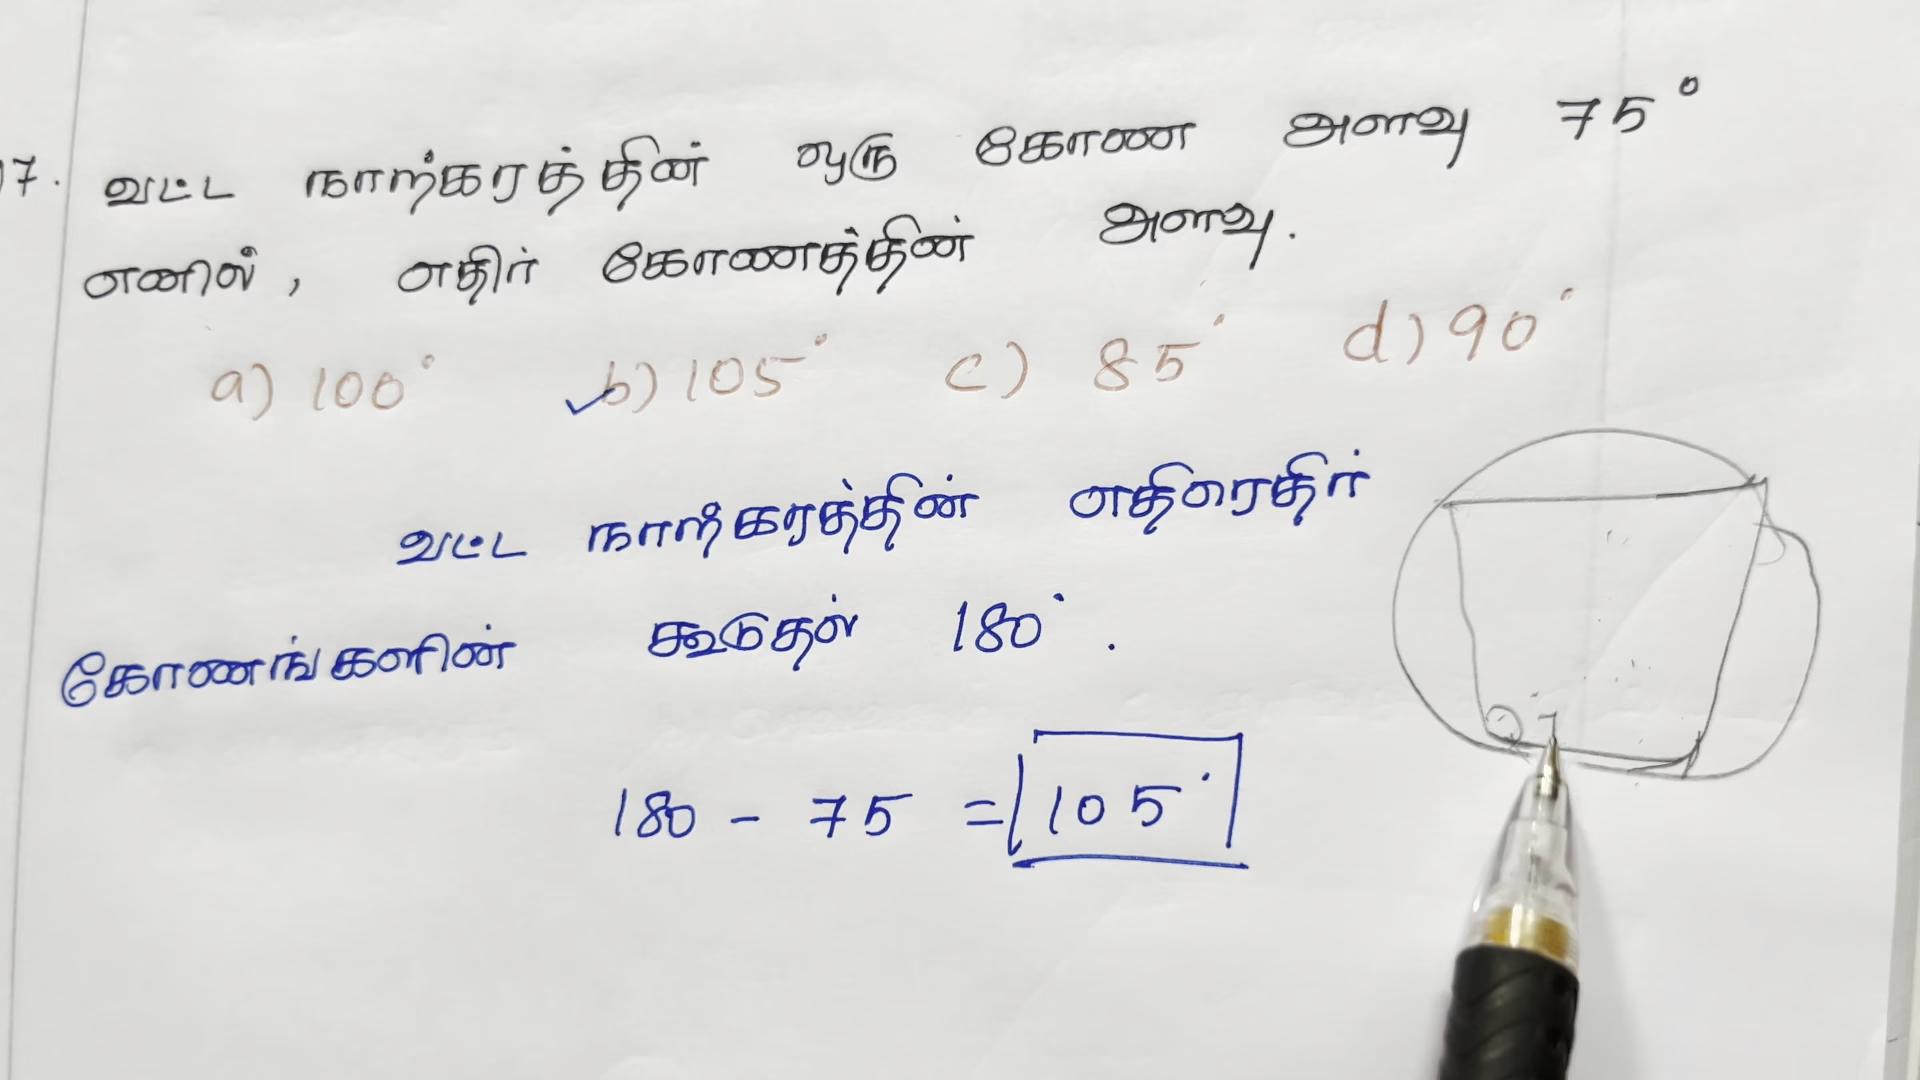 17. வட்ட நாற்கரத்தின் ஒரு கோண அளவு 75°
எனில், எதிர் கோணத்தின் அளவு.
a) 100° b) 105° c) 85° d) 90°
வட்ட நாற்கரத்தின் எதிரெதிர்
கோணங்களின் கூடுதல் 180°.
180 - 75 = 105°
7